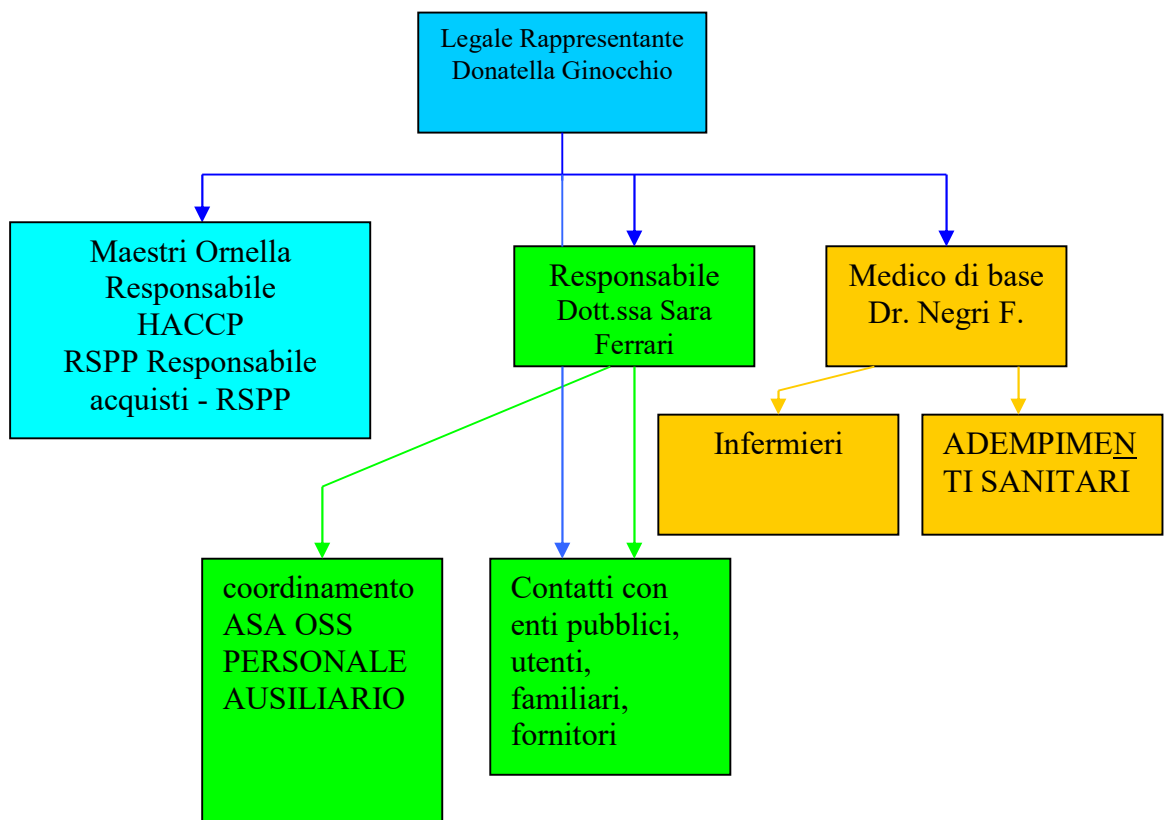 Legale Rappresentante
Donatella Ginocchio
Maestri Ornella
Responsabile
HACCP
RSPP Responsabile
acquisti - RSPP
Responsabile
Dott.ssa Sara
Ferrari
Medico di base
Dr. Negri F.
Infermieri
ADEMPIMEN
TI SANITARI
coordinamento
ASA OSS
PERSONALE
AUSILIARIO
Contatti con
enti pubblici,
utenti,
familiari,
fornitori